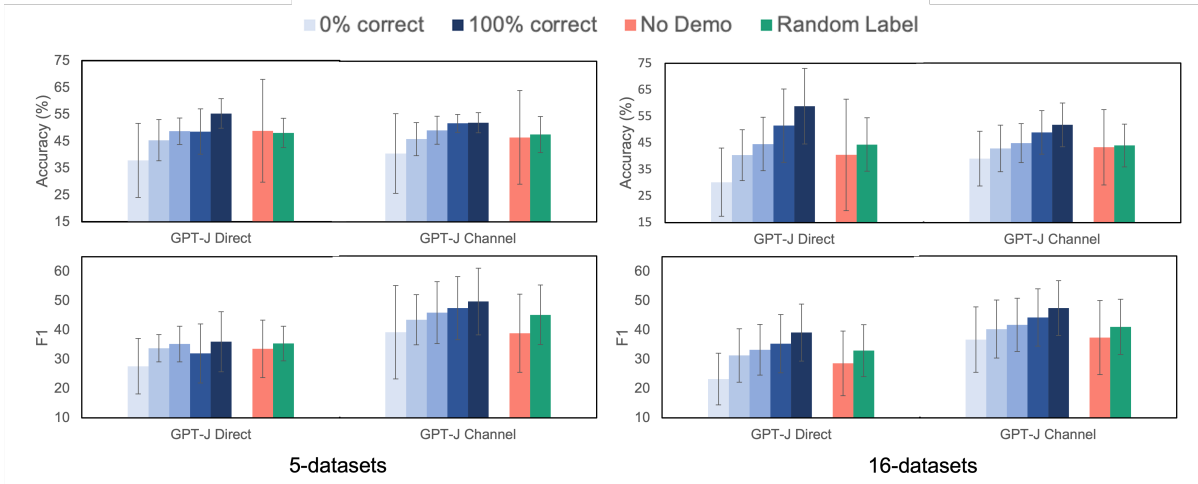 0% correct 100% correct No Demo Random Label
Accuracy (%)
75
65
55
45
35
25
15
GPT-J Direct GPT-J Channel
Accuracy (%)
75
65
55
45
35
25
15
GPT-J Direct GPT-J Channel
F1
60
50
40
30
20
10
GPT-J Direct GPT-J Channel
F1
60
50
40
30
20
10
GPT-J Direct GPT-J Channel
5-datasets 16-datasets